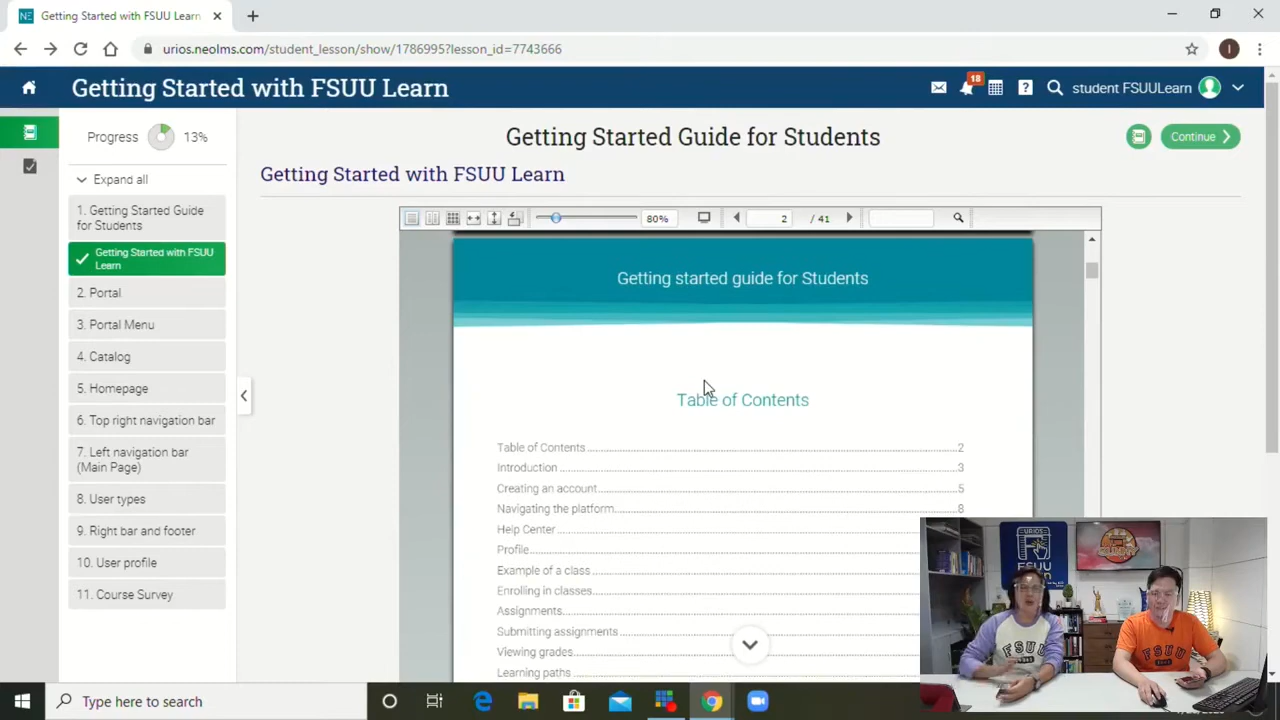 Getting Started with FSUU Learn
urios.neolms.com/student_lesson/show/1786995?lesson_id=7743666
Getting Started with FSUU Learn
18
student FSUULearn
Progress 13%
Expand all
1. Getting Started Guide
for Students
Getting Started with FSUU
Learn
2. Portal
3. Portal Menu
4. Catalog
5. Homepage
6. Top right navigation bar
7. Left navigation bar
(Main Page)
8. User types
9. Right bar and footer
10. User profile
11. Course Survey
Getting Started Guide for Students
Continue
Getting Started with FSUU Learn
80%
2 / 41
Getting started guide for Students
Table of Contents
Table of Contents 2
Introduction 3
Creating an account 5
Navigating the platform 8
Help Center
Profile
Example of a class
Enrolling in classes
Assignments
Submitting assignments
Viewing grades
Learning paths
URIOS
FSUU
FSUU
FSUU
Type here to search